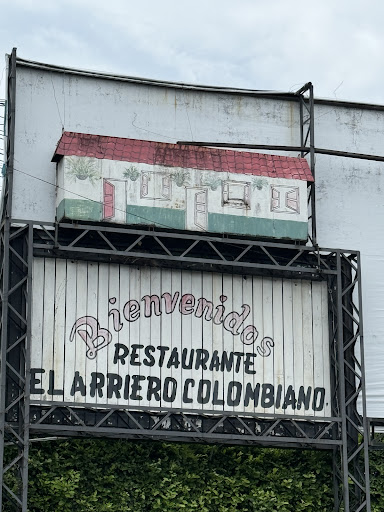 Bienvenidos
RESTAURANTE
EL ARRIERO COLOMBIANO.